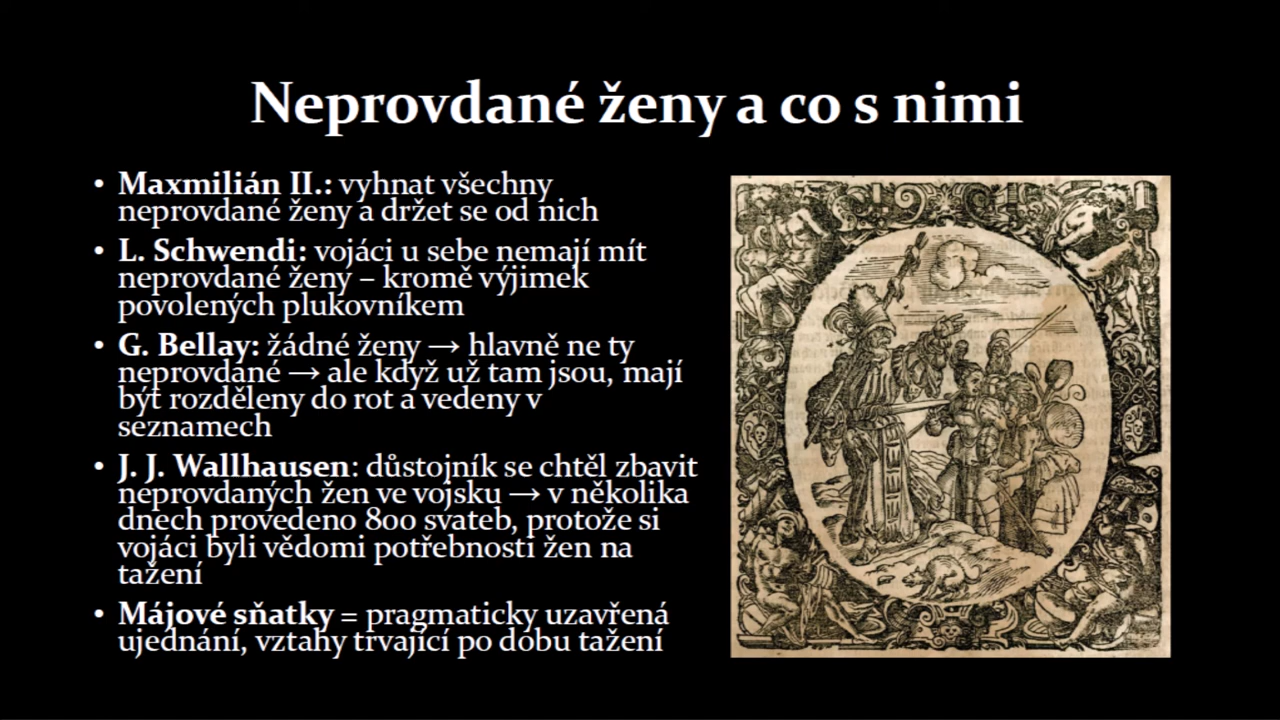 Neprovdané ženy a co s nimi
• Maxmilián II.: vyhnat všechny
neprovdané ženy a držet se od nich
• L. Schwendi: vojáci u sebe nemají mít
neprovdané ženy – kromě výjimek
povolených plukovníkem
• G. Bellay: žádné ženy → hlavně ne ty
neprovdané → ale když už tam jsou, mají
být rozděleny do rot a vedeny v
seznamech
• J. J. Wallhausen: důstojník se chtěl zbavit
neprovdaných žen ve vojsku → v několika
dnech provedeno 800 svateb, protože si
vojáci byli vědomi potřebnosti žen na
tažení
• Májové sňatky = pragmaticky uzavřená
ujednání, vztahy trvající po dobu tažení